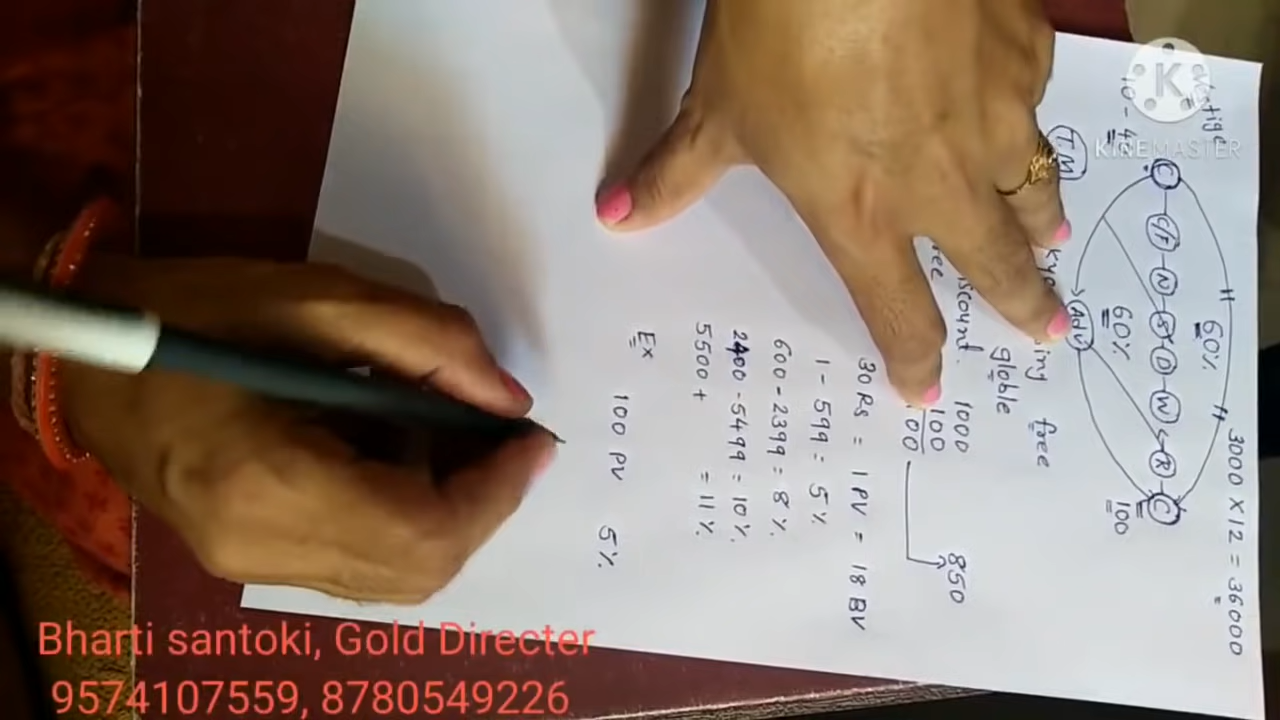 3000 X 12 = 36000
60%
C C/F N S D W R C
100
60%
Adv
10 - 40
TM
free
globle
1000
100
850
30 Rs = 1 PV = 18 BV
1 - 599 = 5%
600 - 2399 = 8%.
2400 - 5499 = 10%.
5500 + = 11%.
Ex 100 PV 5%
K
KINEMASTER
Bharti santoki, Gold Directer
9574107559, 8780549226